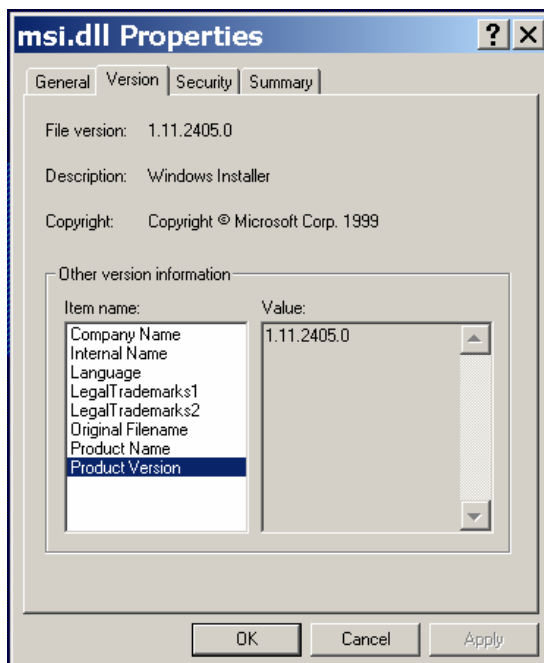 msi.dll Properties
General Version Security Summary
File version: 1.11.2405.0
Description: Windows Installer
Copyright: Copyright © Microsoft Corp. 1999
Other version information
Item name: Value:
Company Name 1.11.2405.0
Internal Name
Language
LegalTrademarks1
LegalTrademarks2
Original Filename
Product Name
Product Version
OK Cancel Apply